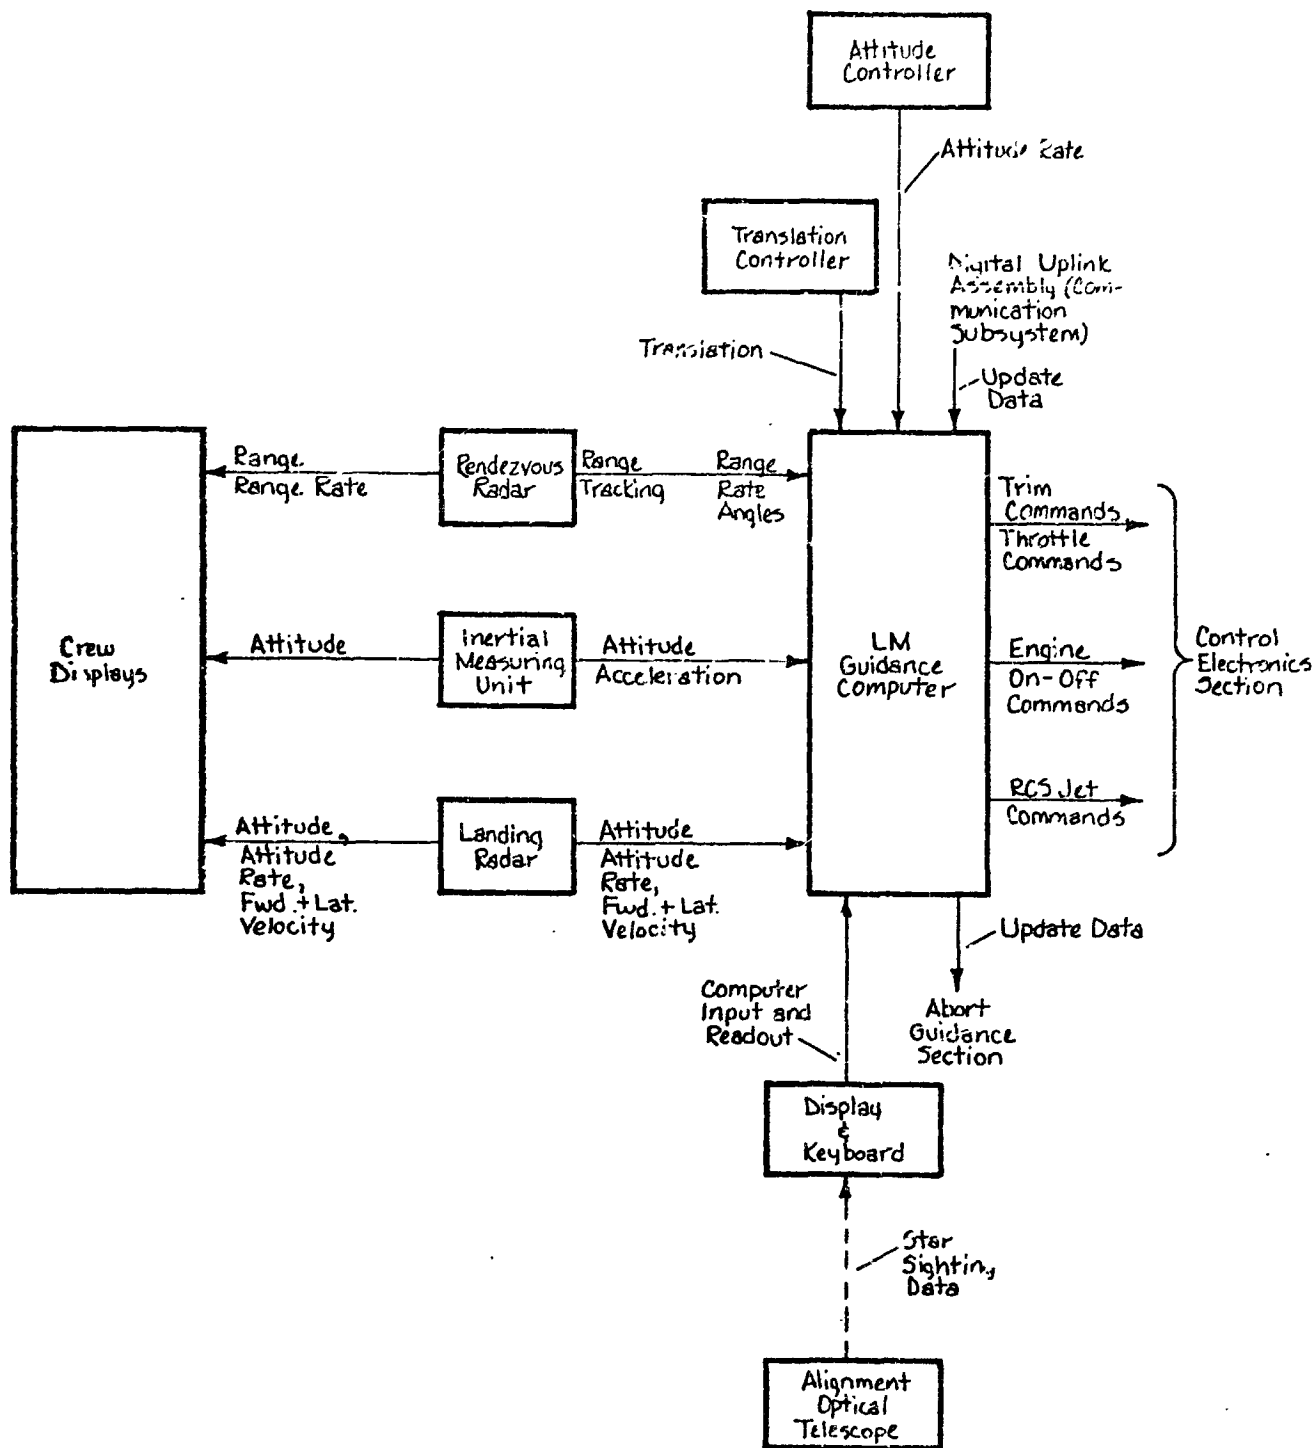 Attitude
Controller
Attitude Rate
Translation
Controller
Digital Uplink
Assembly (Com-
munication
Subsystem)
Translation
Update
Data
Crew
Displays
Range
Range Rate
Rendezvous
Radar
Range
Tracking
Range
Rate
Angles
LM
Guidance
Computer
Trim
Commands
Throttle
Commands
Attitude
Inertial
Measuring
Unit
Attitude
Acceleration
Engine
On-Off
Commands
Control
Electronics
Section
Attitude,
Attitude
Rate,
Fwd. + Lat.
Velocity
Landing
Radar
Attitude
Attitude
Rate,
Fwd. + Lat.
Velocity
RCS Jet
Commands
Update Data
Computer
Input and
Readout
Abort
Guidance
Section
Display
&
Keyboard
Star
Sighting
Data
Alignment
Optical
Telescope